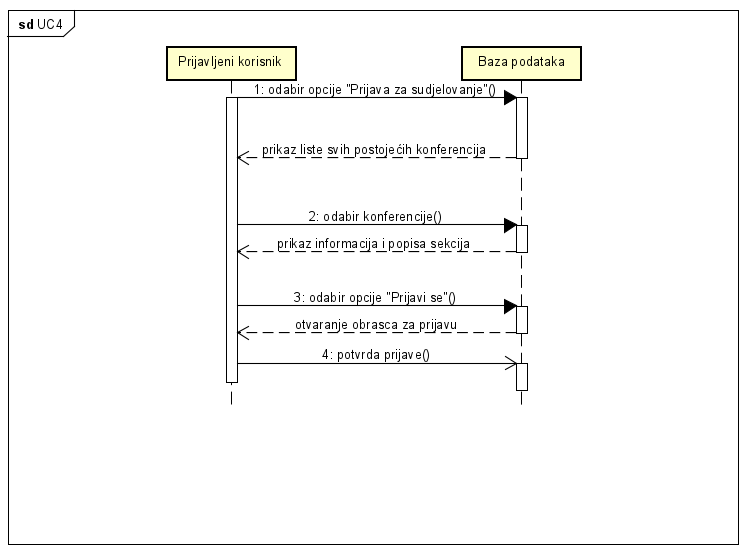 sd UC4
Prijavljeni korisnik
Baza podataka
1: odabir opcije "Prijava za sudjelovanje"()
prikaz liste svih postojećih konferencija
2: odabir konferencije()
prikaz informacija i popisa sekcija
3: odabir opcije "Prijavi se"()
otvaranje obrasca za prijavu
4: potvrda prijave()